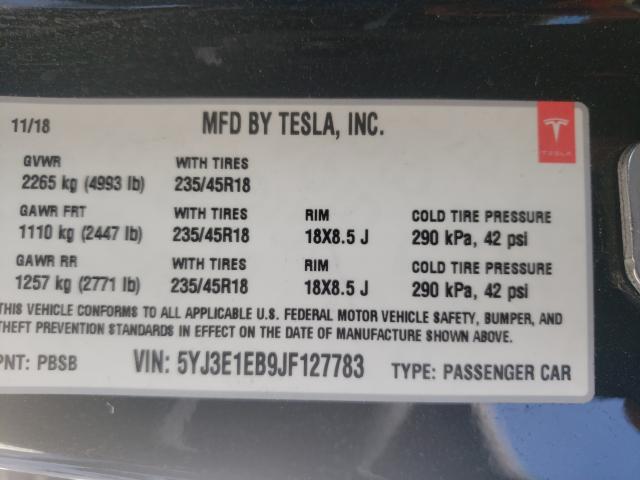 11/18 MFD BY TESLA, INC.
TESLA
GVWR WITH TIRES
2265 kg (4993 lb) 235/45R18
GAWR FRT WITH TIRES RIM COLD TIRE PRESSURE
1110 kg (2447 lb) 235/45R18 18X8.5 J 290 kPa, 42 psi
GAWR RR WITH TIRES RIM COLD TIRE PRESSURE
1257 kg (2771 lb) 235/45R18 18X8.5 J 290 kPa, 42 psi
THIS VEHICLE CONFORMS TO ALL APPLICABLE U.S. FEDERAL MOTOR VEHICLE SAFETY, BUMPER, AND
THEFT PREVENTION STANDARDS IN EFFECT ON THE DATE OF MANUFACTURE SHOWN ABOVE.
PNT: PBSB VIN: 5YJ3E1EB9JF127783 TYPE: PASSENGER CAR